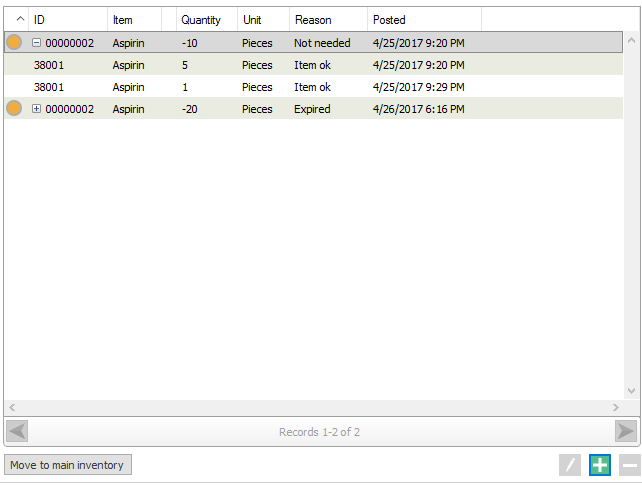 ID Item Quantity Unit Reason Posted
00000002 Aspirin -10 Pieces Not needed 4/25/2017 9:20 PM
38001 Aspirin 5 Pieces Item ok 4/25/2017 9:20 PM
38001 Aspirin 1 Pieces Item ok 4/25/2017 9:29 PM
00000002 Aspirin -20 Pieces Expired 4/26/2017 6:16 PM
Records 1-2 of 2
Move to main inventory